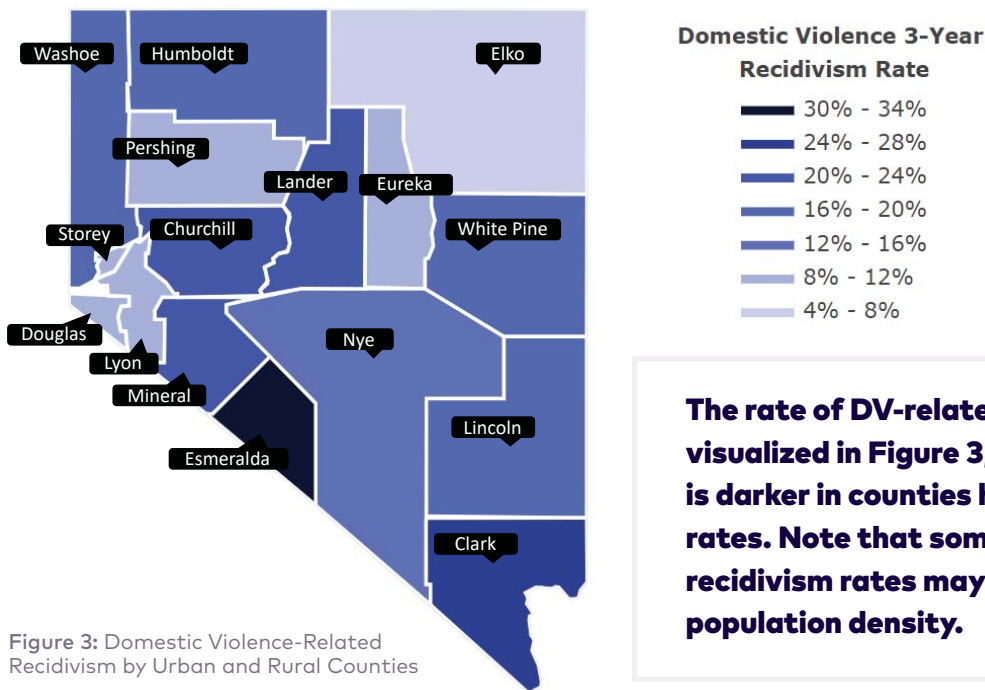 Washoe
Humboldt
Elko
Pershing
Lander
Eureka
Storey
Churchill
White Pine
Douglas
Nye
Lyon
Mineral
Lincoln
Esmeralda
Clark
Figure 3: Domestic Violence-Related
Recidivism by Urban and Rural Counties
Domestic Violence 3-Year
Recidivism Rate
30% - 34%
24% - 28%
20% - 24%
16% - 20%
12% - 16%
8% - 12%
4% - 8%
The rate of DV-relate
visualized in Figure 3,
is darker in counties
rates. Note that som
recidivism rates may
population density.